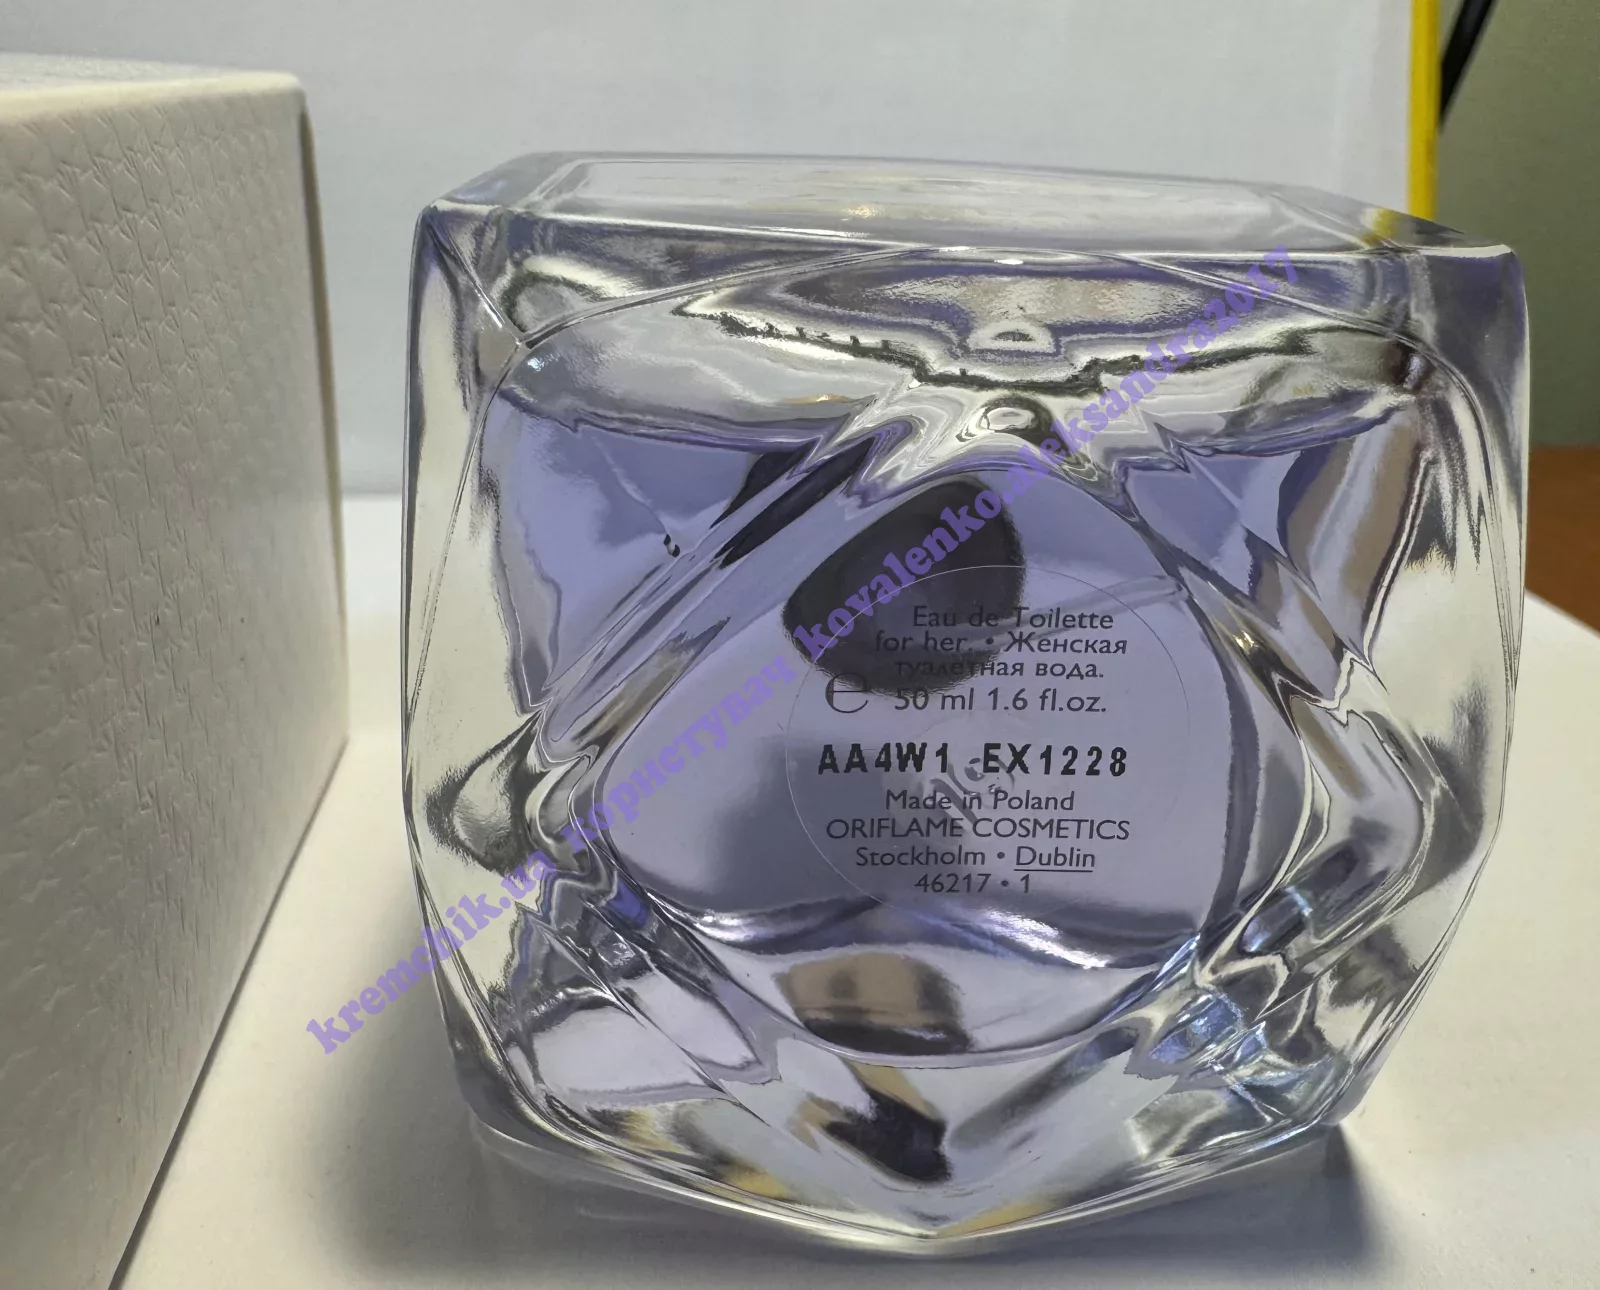 Eau de Toilette
for her • Женская
туалетная вода.
℮ 50 ml 1.6 fl.oz.
AA4W1 EX1228
Made in Poland
ORIFLAME COSMETICS
Stockholm • Dublin
46217 • 1
kremchik.ua користувач kovalenko.aleksandra2017